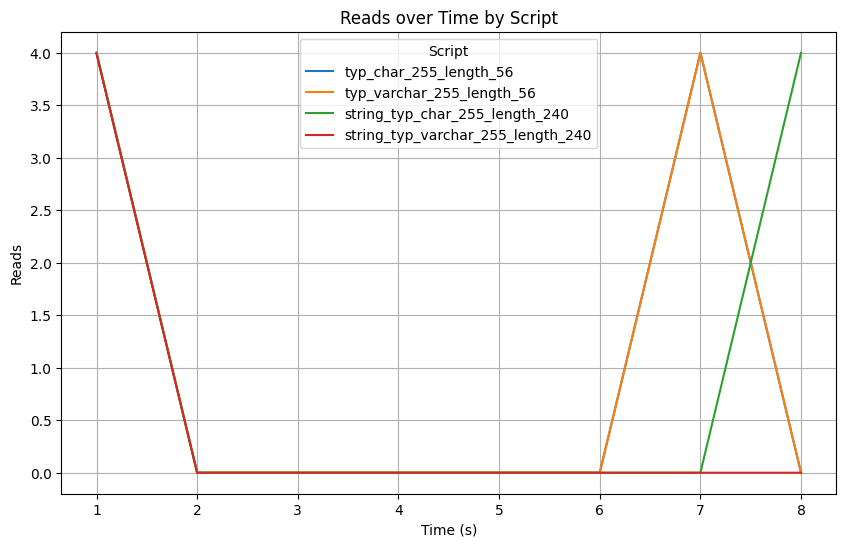 Reads over Time by Script
Script
typ_char_255_length_56
typ_varchar_255_length_56
string_typ_char_255_length_240
string_typ_varchar_255_length_240
Reads
4.0
3.5
3.0
2.5
2.0
1.5
1.0
0.5
0.0
1 2 3 4 5 6 7 8
Time (s)